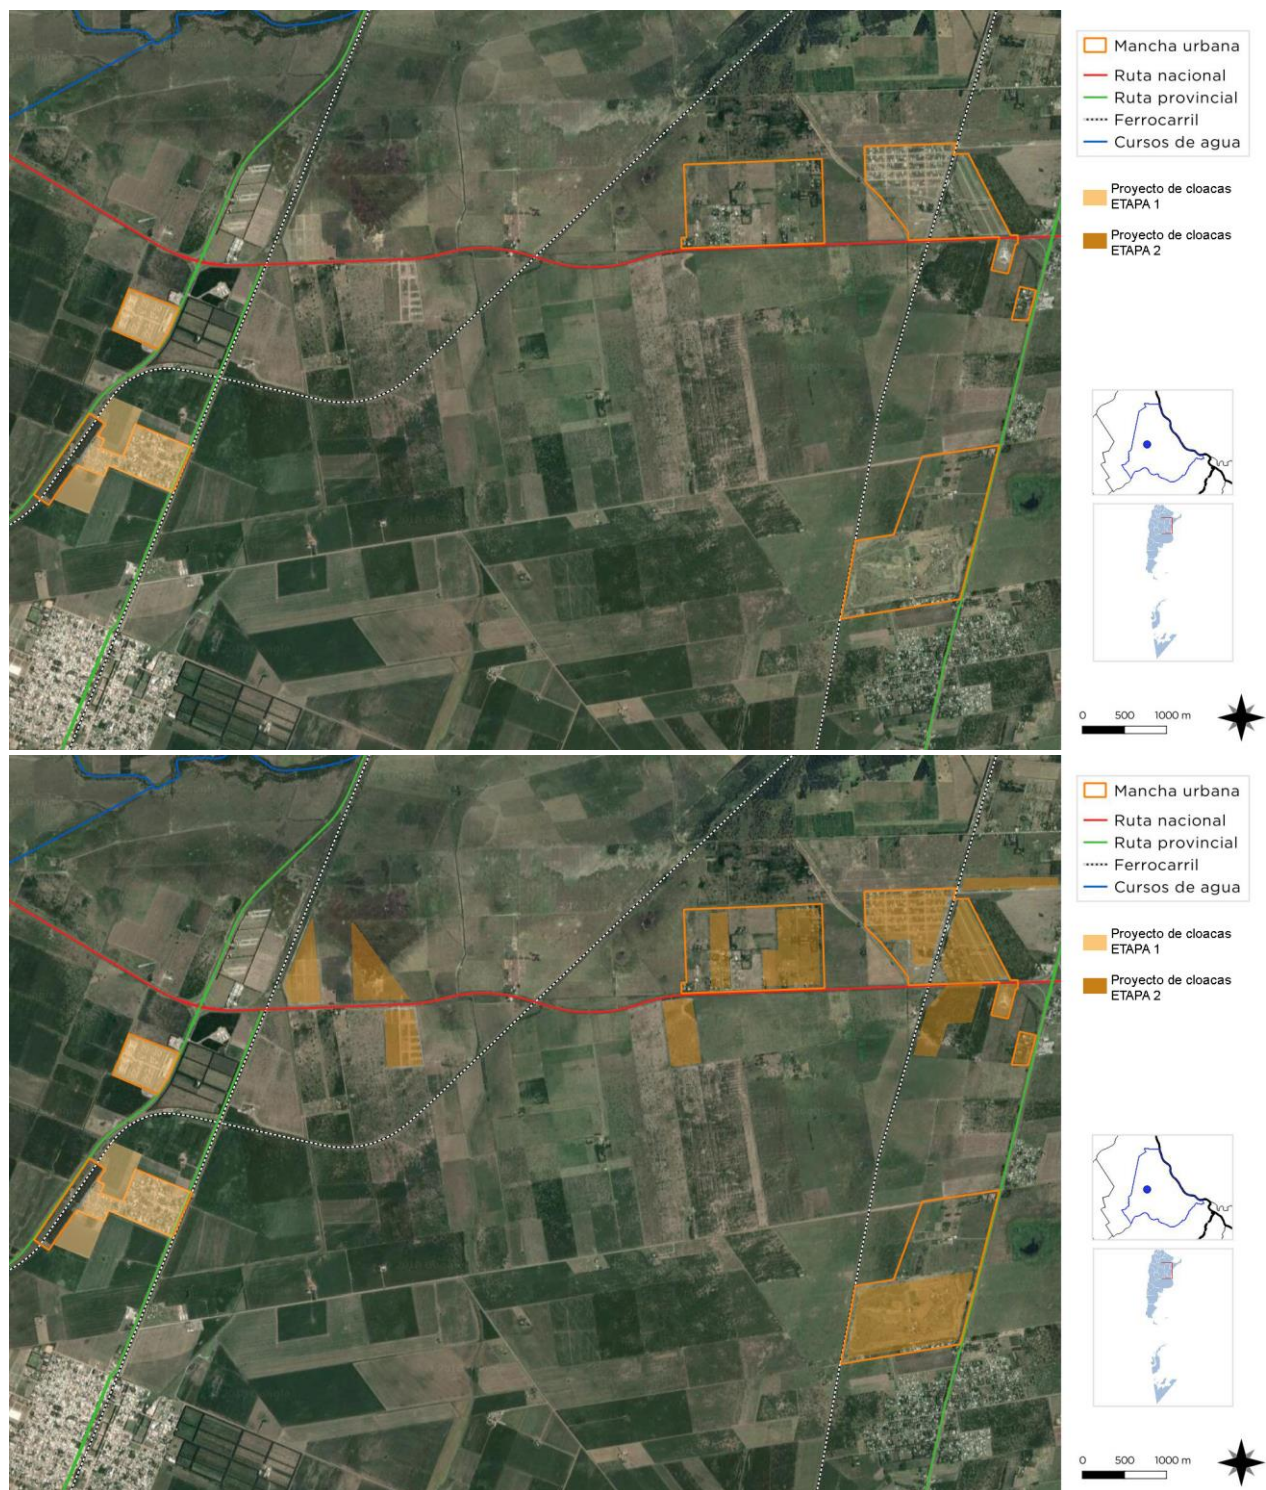 Mancha urbana
Ruta nacional
Ruta provincial
Ferrocarril
Cursos de agua
Proyecto de cloacas
ETAPA 1
Proyecto de cloacas
ETAPA 2
0 500 1000 m
Mancha urbana
Ruta nacional
Ruta provincial
Ferrocarril
Cursos de agua
Proyecto de cloacas
ETAPA 1
Proyecto de cloacas
ETAPA 2
0 500 1000 m